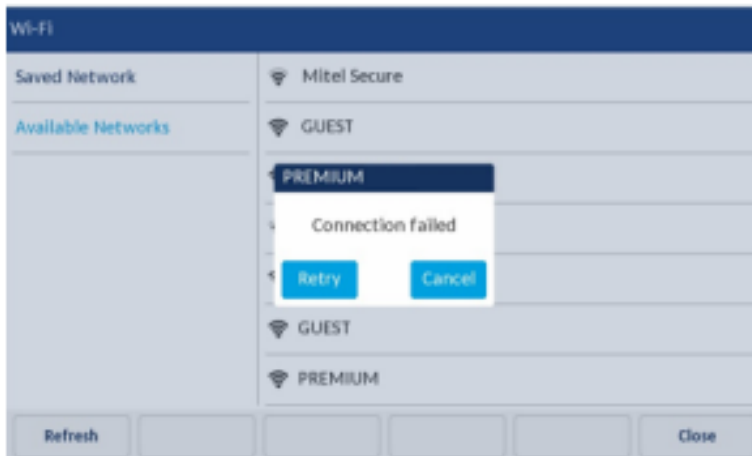 Wi-Fi
Saved Network
Available Networks
Mitel Secure
GUEST
PREMIUM
Connection failed
Retry
Cancel
GUEST
PREMIUM
Refresh
Close